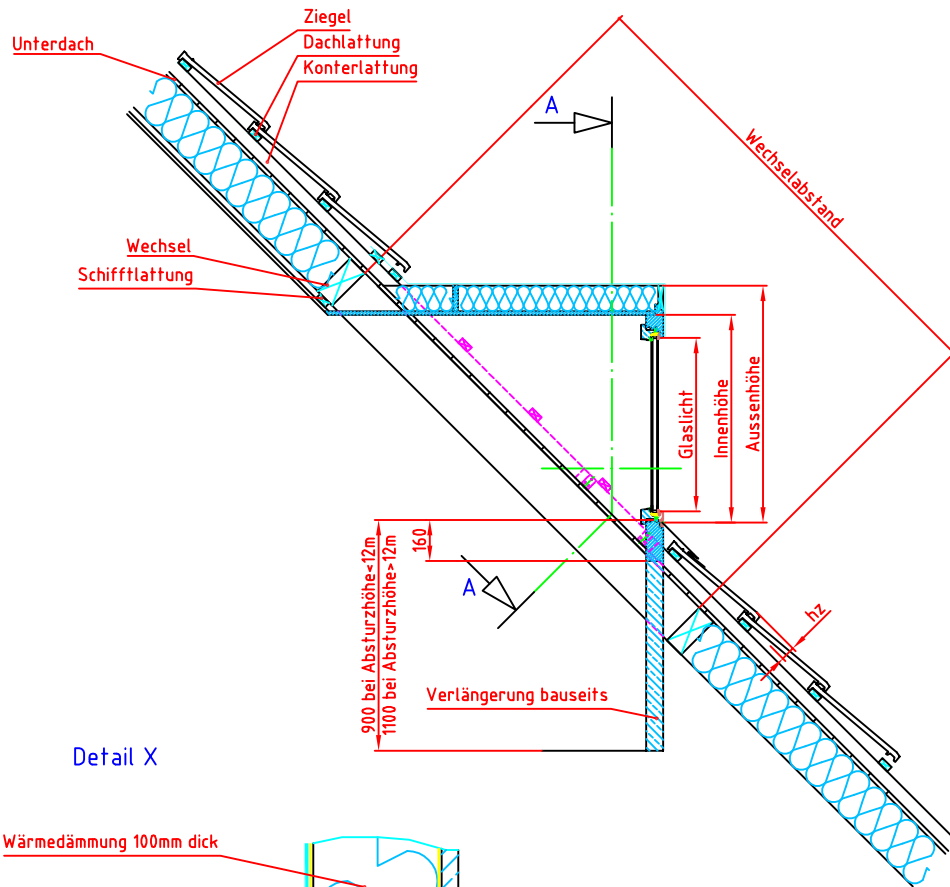 Ziegel
Unterdach
Dachlattung
Konterlattung
A
Wechselabstand
Wechsel
Schifftlattung
Glaslicht
Innenhöhe
Aussenhöhe
900 bei Absturzhöhe<12m
1100 bei Absturzhöhe>12m
160
A
hz
Verlängerung bauseits
Detail X
Wärmedämmung 100mm dick